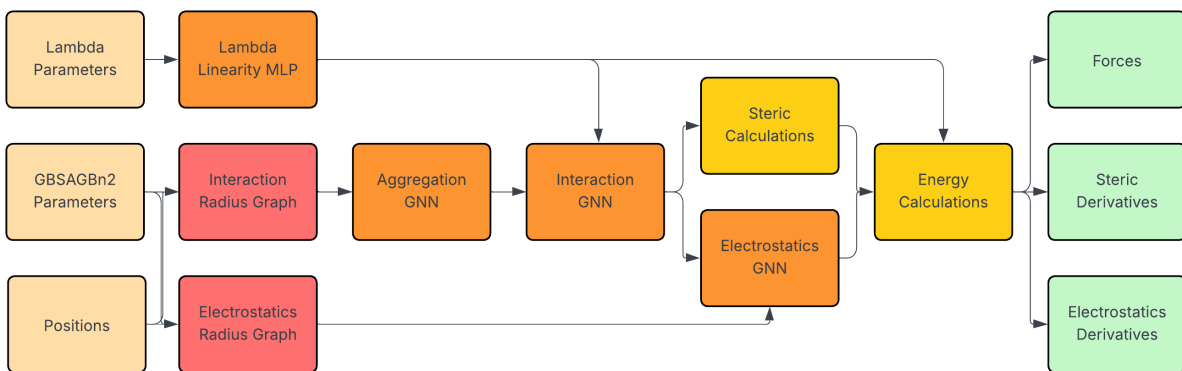 Lambda
Parameters
Lambda
Linearity MLP
Forces
Steric
Calculations
GBSAGBn2
Parameters
Interaction
Radius Graph
Aggregation
GNN
Interaction
GNN
Energy
Calculations
Steric
Derivatives
Electrostatics
GNN
Positions
Electrostatics
Radius Graph
Electrostatics
Derivatives